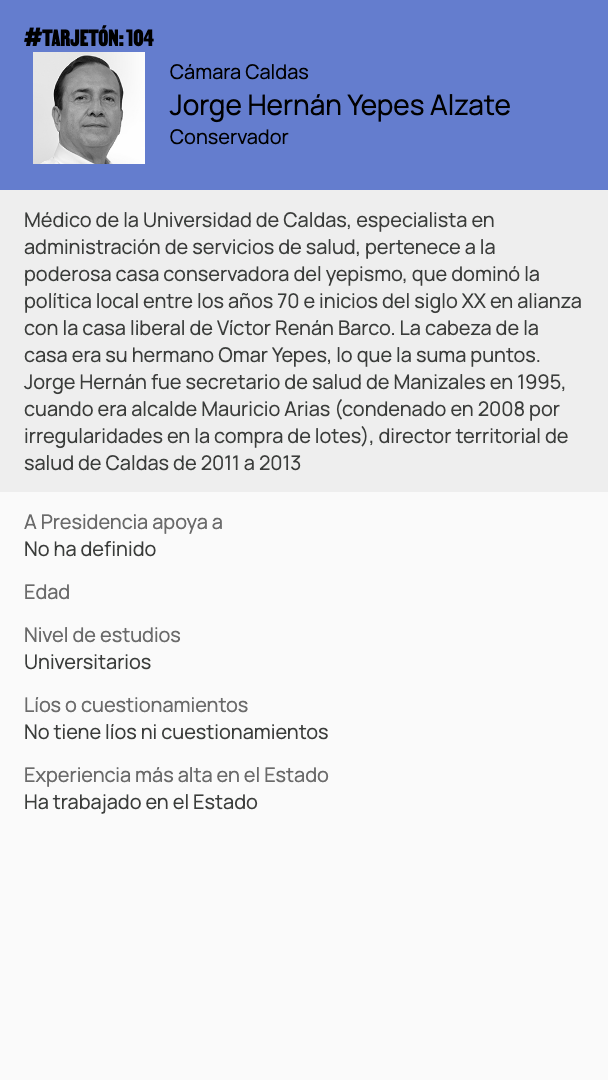 #TARJETÓN: 104
Cámara Caldas
Jorge Hernán Yepes Alzate
Conservador
Médico de la Universidad de Caldas, especialista en
administración de servicios de salud, pertenece a la
poderosa casa conservadora del yepismo, que dominó la
política local entre los años 70 e inicios del siglo XX en alianza
con la casa liberal de Víctor Renán Barco. La cabeza de la
casa era su hermano Omar Yepes, lo que la suma puntos.
Jorge Hernán fue secretario de salud de Manizales en 1995,
cuando era alcalde Mauricio Arias (condenado en 2008 por
irregularidades en la compra de lotes), director territorial de
salud de Caldas de 2011 a 2013
A Presidencia apoya a
No ha definido
Edad
Nivel de estudios
Universitarios
Líos o cuestionamientos
No tiene líos ni cuestionamientos
Experiencia más alta en el Estado
Ha trabajado en el Estado